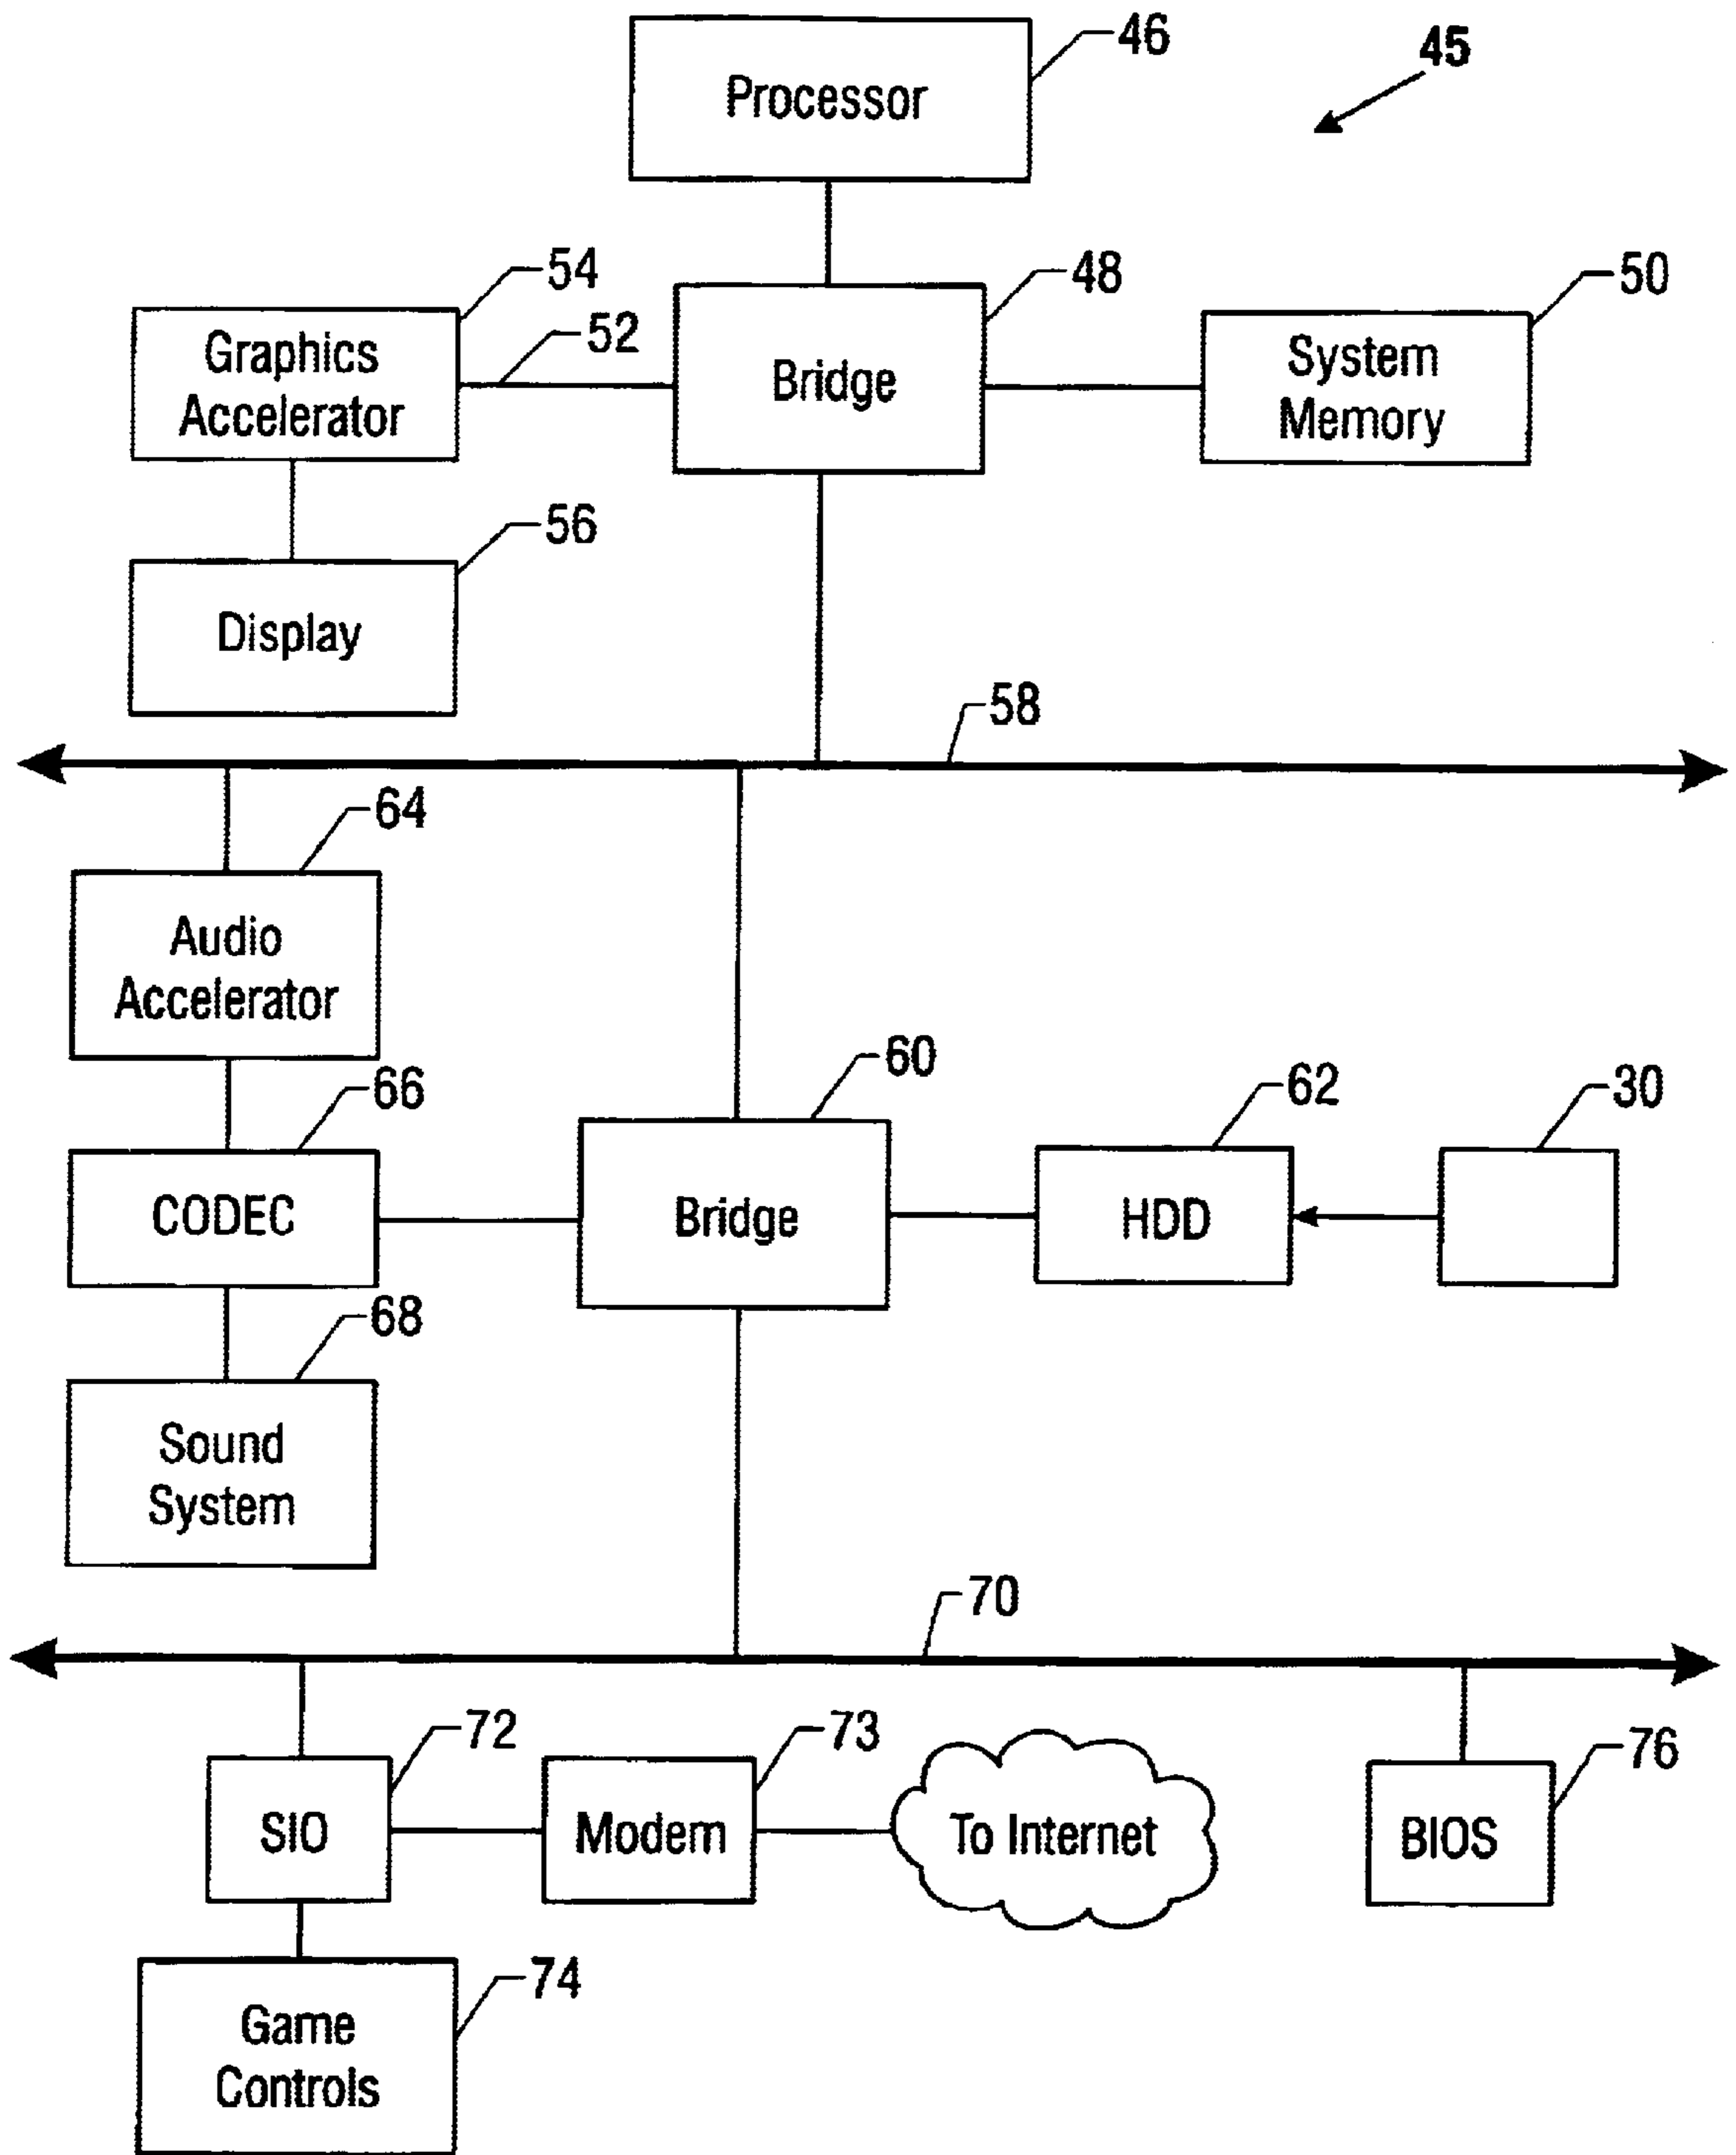 46
45
Processor
54
48
50
52
Graphics
Accelerator
Bridge
System
Memory
56
Display
58
64
Audio
Accelerator
60
66
62
30
CODEC
Bridge
HDD
68
Sound
System
70
72
73
76
SIO
Modem
To Internet
BIOS
74
Game
Controls